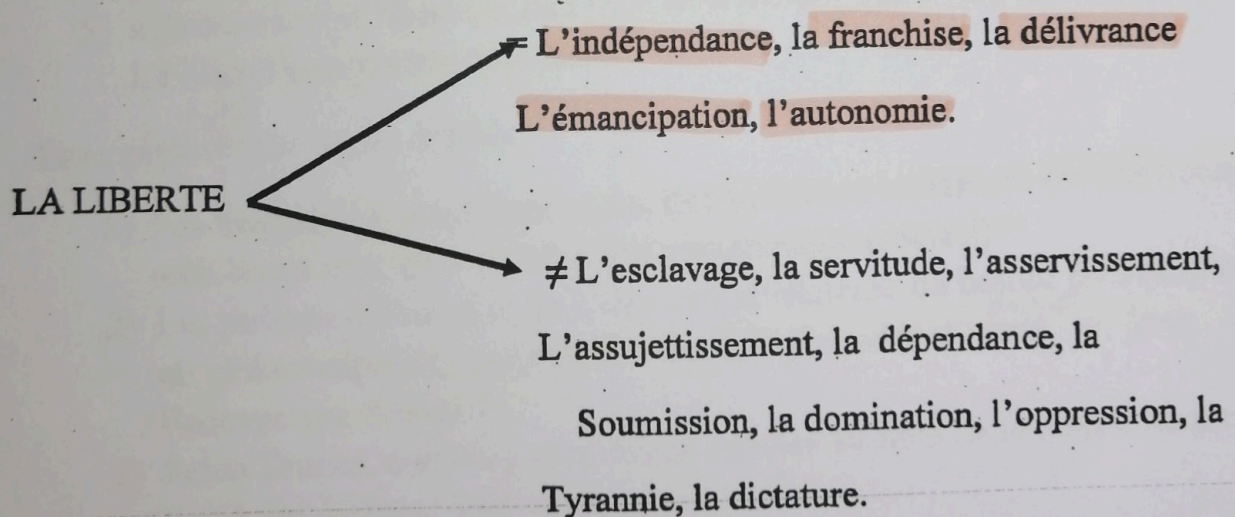 = L'indépendance, la franchise, la délivrance
L'émancipation, l'autonomie.
LA LIBERTE
≠ L'esclavage, la servitude, l'asservissement,
L'assujettissement, la dépendance, la
Soumission, la domination, l'oppression, la
Tyrannie, la dictature.